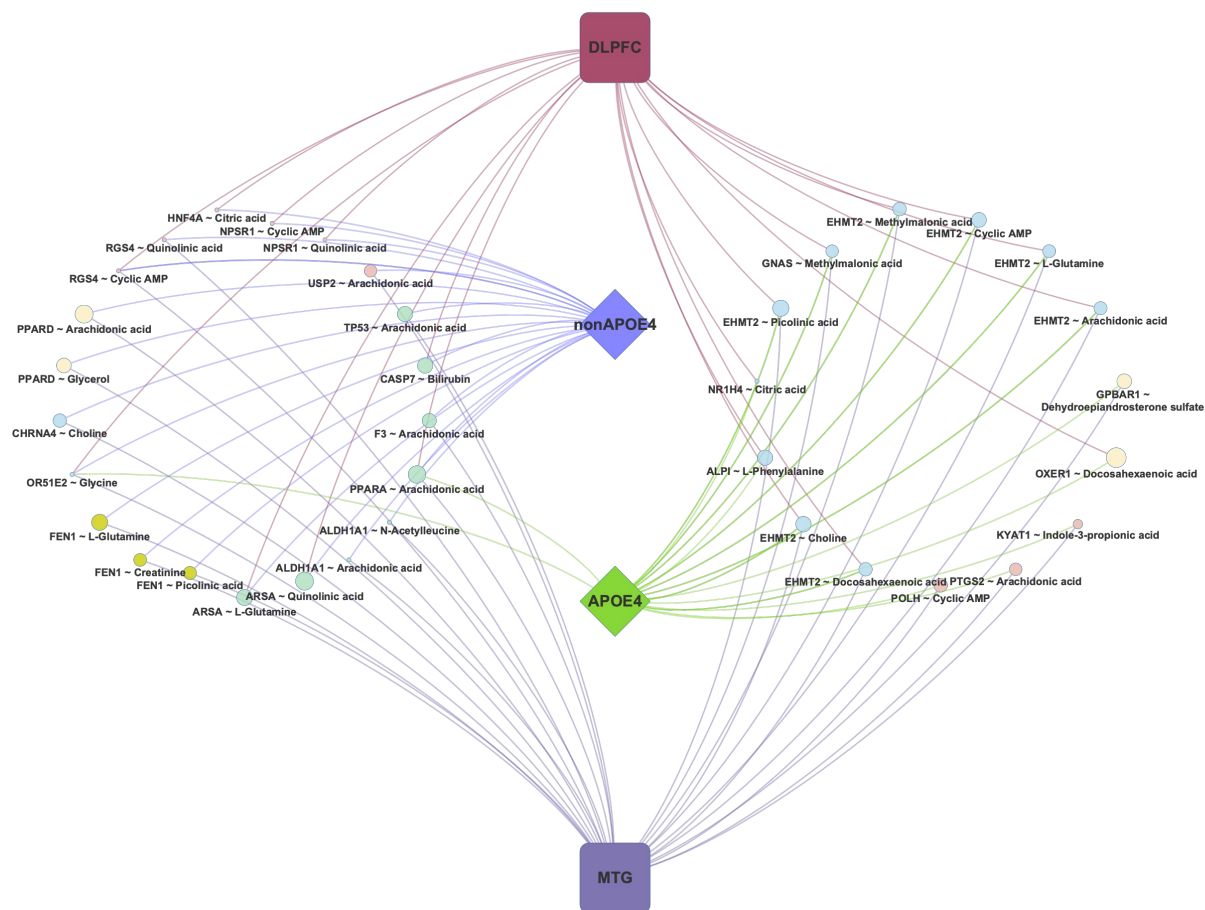 DLPFC
HNF4A ~ Citric acid
NPSR1 ~ Cyclic AMP
RGS4 ~ Quinolinic acid
NPSR1 ~ Quinolinic acid
RGS4 ~ Cyclic AMP
USP2 ~ Arachidonic acid
PPARD ~ Arachidonic acid
TP53 ~ Arachidonic acid
nonAPOE4
PPARD ~ Glycerol
CASP7 ~ Bilirubin
CHRNA4 ~ Choline
F3 ~ Arachidonic acid
OR51E2 ~ Glycine
PPARA ~ Arachidonic acid
FEN1 ~ L-Glutamine
ALDH1A1 ~ N-Acetylleucine
FEN1 ~ Creatinine
ALDH1A1 ~ Arachidonic acid
FEN1 ~ Picolinic acid
ARSA ~ Quinolinic acid
ARSA ~ L-Glutamine
EHMT2 ~ Methylmalonic acid
EHMT2 ~ Cyclic AMP
GNAS ~ Methylmalonic acid
EHMT2 ~ L-Glutamine
EHMT2 ~ Picolinic acid
EHMT2 ~ Arachidonic acid
NR1H4 ~ Citric acid
GPBAR1 ~
Dehydroepiandrosterone sulfate
ALPI ~ L-Phenylalanine
OXER1 ~ Docosahexaenoic acid
EHMT2 ~ Choline
KYAT1 ~ Indole-3-propionic acid
EHMT2 ~ Docosahexaenoic acid
PTGS2 ~ Arachidonic acid
POLH ~ Cyclic AMP
APOE4
MTG